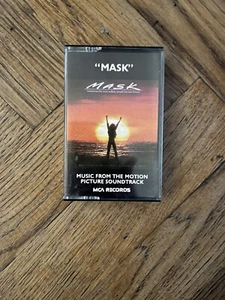 "MASK"
MASK
MUSIC FROM THE MOTION
PICTURE SOUNDTRACK
MCA RECORDS